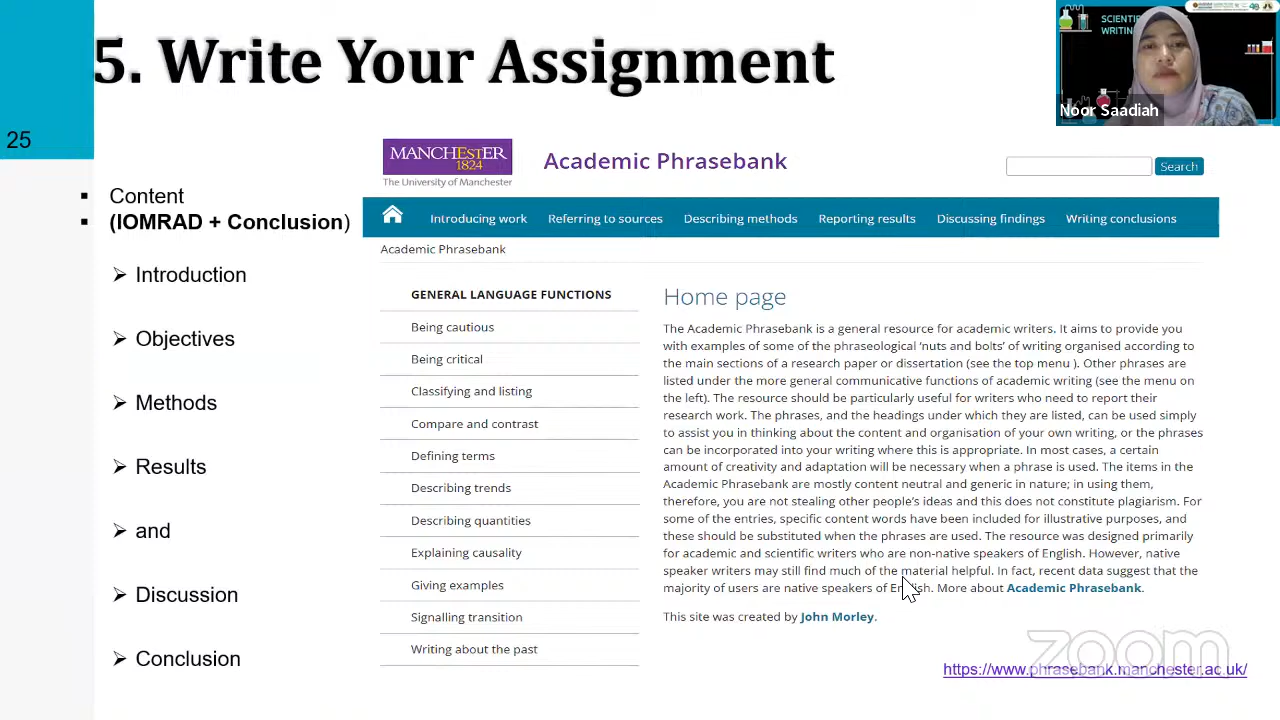 5. Write Your Assignment
SCIENTI
WRITIN
Noor Saadiah
25
▪ Content
▪ (IOMRAD + Conclusion)
➢ Introduction
➢ Objectives
➢ Methods
➢ Results
➢ and
➢ Discussion
➢ Conclusion
MANCHESTER
1824
The University of Manchester
Academic Phrasebank
Search
Introducing work Referring to sources Describing methods Reporting results Discussing findings Writing conclusions
Academic Phrasebank
GENERAL LANGUAGE FUNCTIONS
Being cautious
Being critical
Classifying and listing
Compare and contrast
Defining terms
Describing trends
Describing quantities
Explaining causality
Giving examples
Signalling transition
Writing about the past
Home page
The Academic Phrasebank is a general resource for academic writers. It aims to provide you
with examples of some of the phraseological ‘nuts and bolts’ of writing organised according to
the main sections of a research paper or dissertation (see the top menu ). Other phrases are
listed under the more general communicative functions of academic writing (see the menu on
the left). The resource should be particularly useful for writers who need to report their
research work. The phrases, and the headings under which they are listed, can be used simply
to assist you in thinking about the content and organisation of your own writing, or the phrases
can be incorporated into your writing where this is appropriate. In most cases, a certain
amount of creativity and adaptation will be necessary when a phrase is used. The items in the
Academic Phrasebank are mostly content neutral and generic in nature; in using them,
therefore, you are not stealing other people’s ideas and this does not constitute plagiarism. For
some of the entries, specific content words have been included for illustrative purposes, and
these should be substituted when the phrases are used. The resource was designed primarily
for academic and scientific writers who are non-native speakers of English. However, native
speaker writers may still find much of the material helpful. In fact, recent data suggest that the
majority of users are native speakers of English. More about Academic Phrasebank.
This site was created by John Morley.
zoom
https://www.phrasebank.manchester.ac.uk/